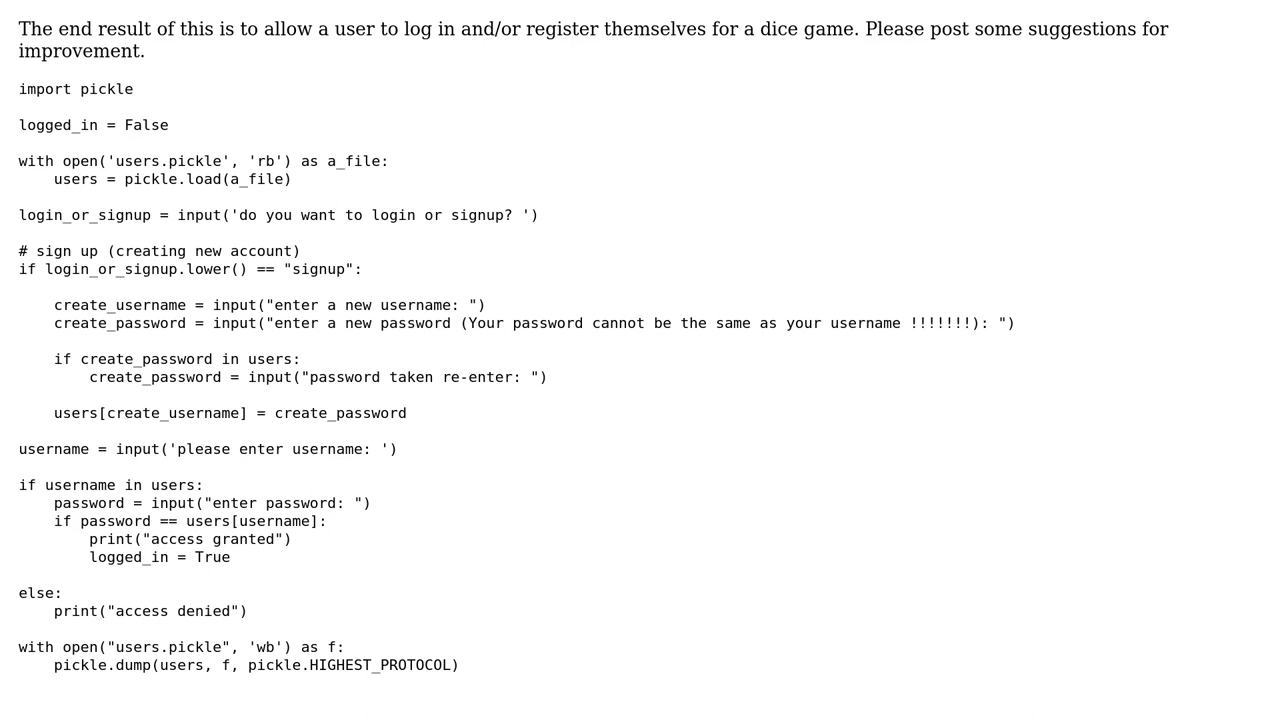 The end result of this is to allow a user to log in and/or register themselves for a dice game. Please post some suggestions for
improvement.
import pickle
logged_in = False
with open('users.pickle', 'rb') as a_file:
    users = pickle.load(a_file)
login_or_signup = input('do you want to login or signup? ')
# sign up (creating new account)
if login_or_signup.lower() == "signup":
    create_username = input("enter a new username: ")
    create_password = input("enter a new password (Your password cannot be the same as your username !!!!!!!): ")
    if create_password in users:
        create_password = input("password taken re-enter: ")
    users[create_username] = create_password
username = input('please enter username: ')
if username in users:
    password = input("enter password: ")
    if password == users[username]:
        print("access granted")
        logged_in = True
else:
    print("access denied")
with open("users.pickle", 'wb') as f:
    pickle.dump(users, f, pickle.HIGHEST_PROTOCOL)